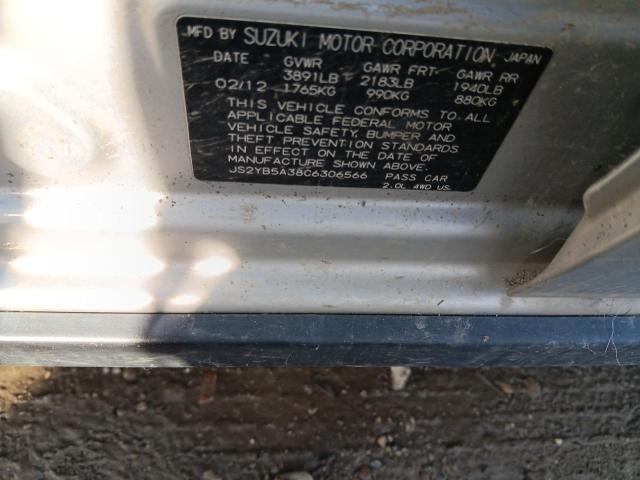 MFD BY SUZUKI MOTOR CORPORATION, JAPAN
DATE GVWR GAWR FRT GAWR RR
3891LB 2183LB 1940LB
02/12 1765KG 990KG 880KG
THIS VEHICLE CONFORMS TO ALL
APPLICABLE FEDERAL MOTOR
VEHICLE SAFETY, BUMPER AND
THEFT PREVENTION STANDARDS
IN EFFECT ON THE DATE OF
MANUFACTURE SHOWN ABOVE.
JS2YB5A38C6306566 PASS CAR
2.0L 4WD US.